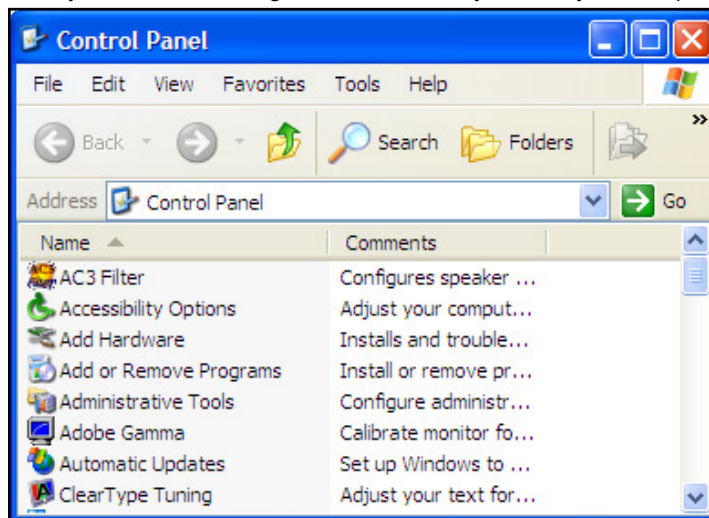 Control Panel
File Edit View Favorites Tools Help
Back Search Folders »
Address Control Panel Go
Name Comments
AC3 Filter Configures speaker ...
Accessibility Options Adjust your comput...
Add Hardware Installs and trouble...
Add or Remove Programs Install or remove pr...
Administrative Tools Configure administr...
Adobe Gamma Calibrate monitor fo...
Automatic Updates Set up Windows to ...
ClearType Tuning Adjust your text for...